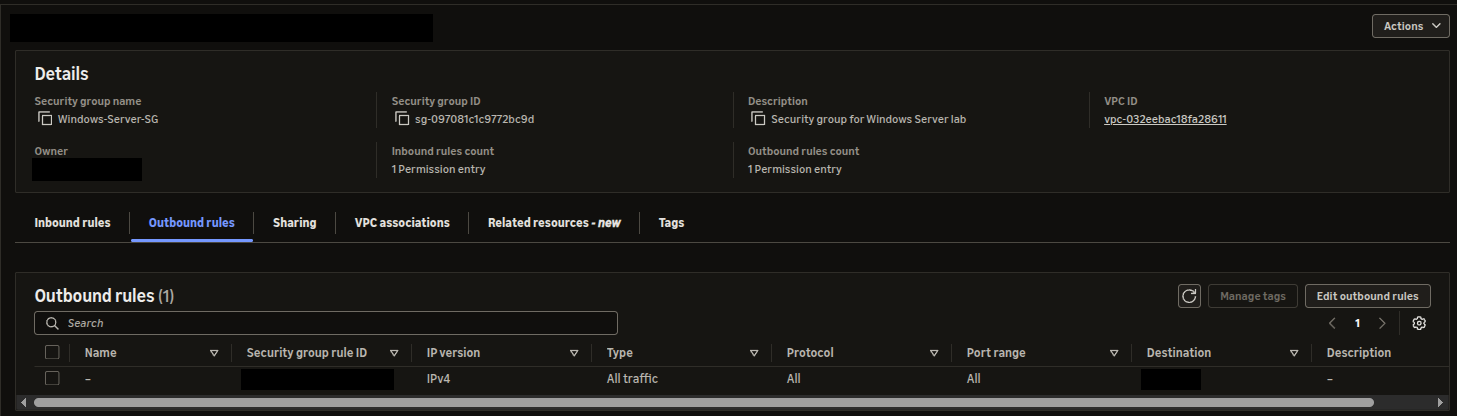 Actions
Details
Security group name
Windows-Server-SG
Security group ID
sg-097081c1c9772bc9d
Description
Security group for Windows Server lab
VPC ID
vpc-032eebac18fa28611
Owner
Inbound rules count
1 Permission entry
Outbound rules count
1 Permission entry
Inbound rules
Outbound rules
Sharing
VPC associations
Related resources - new
Tags
Outbound rules (1)
Manage tags
Edit outbound rules
Search
1
Name Security group rule ID IP version Type Protocol Port range Destination Description
– IPv4 All traffic All All –